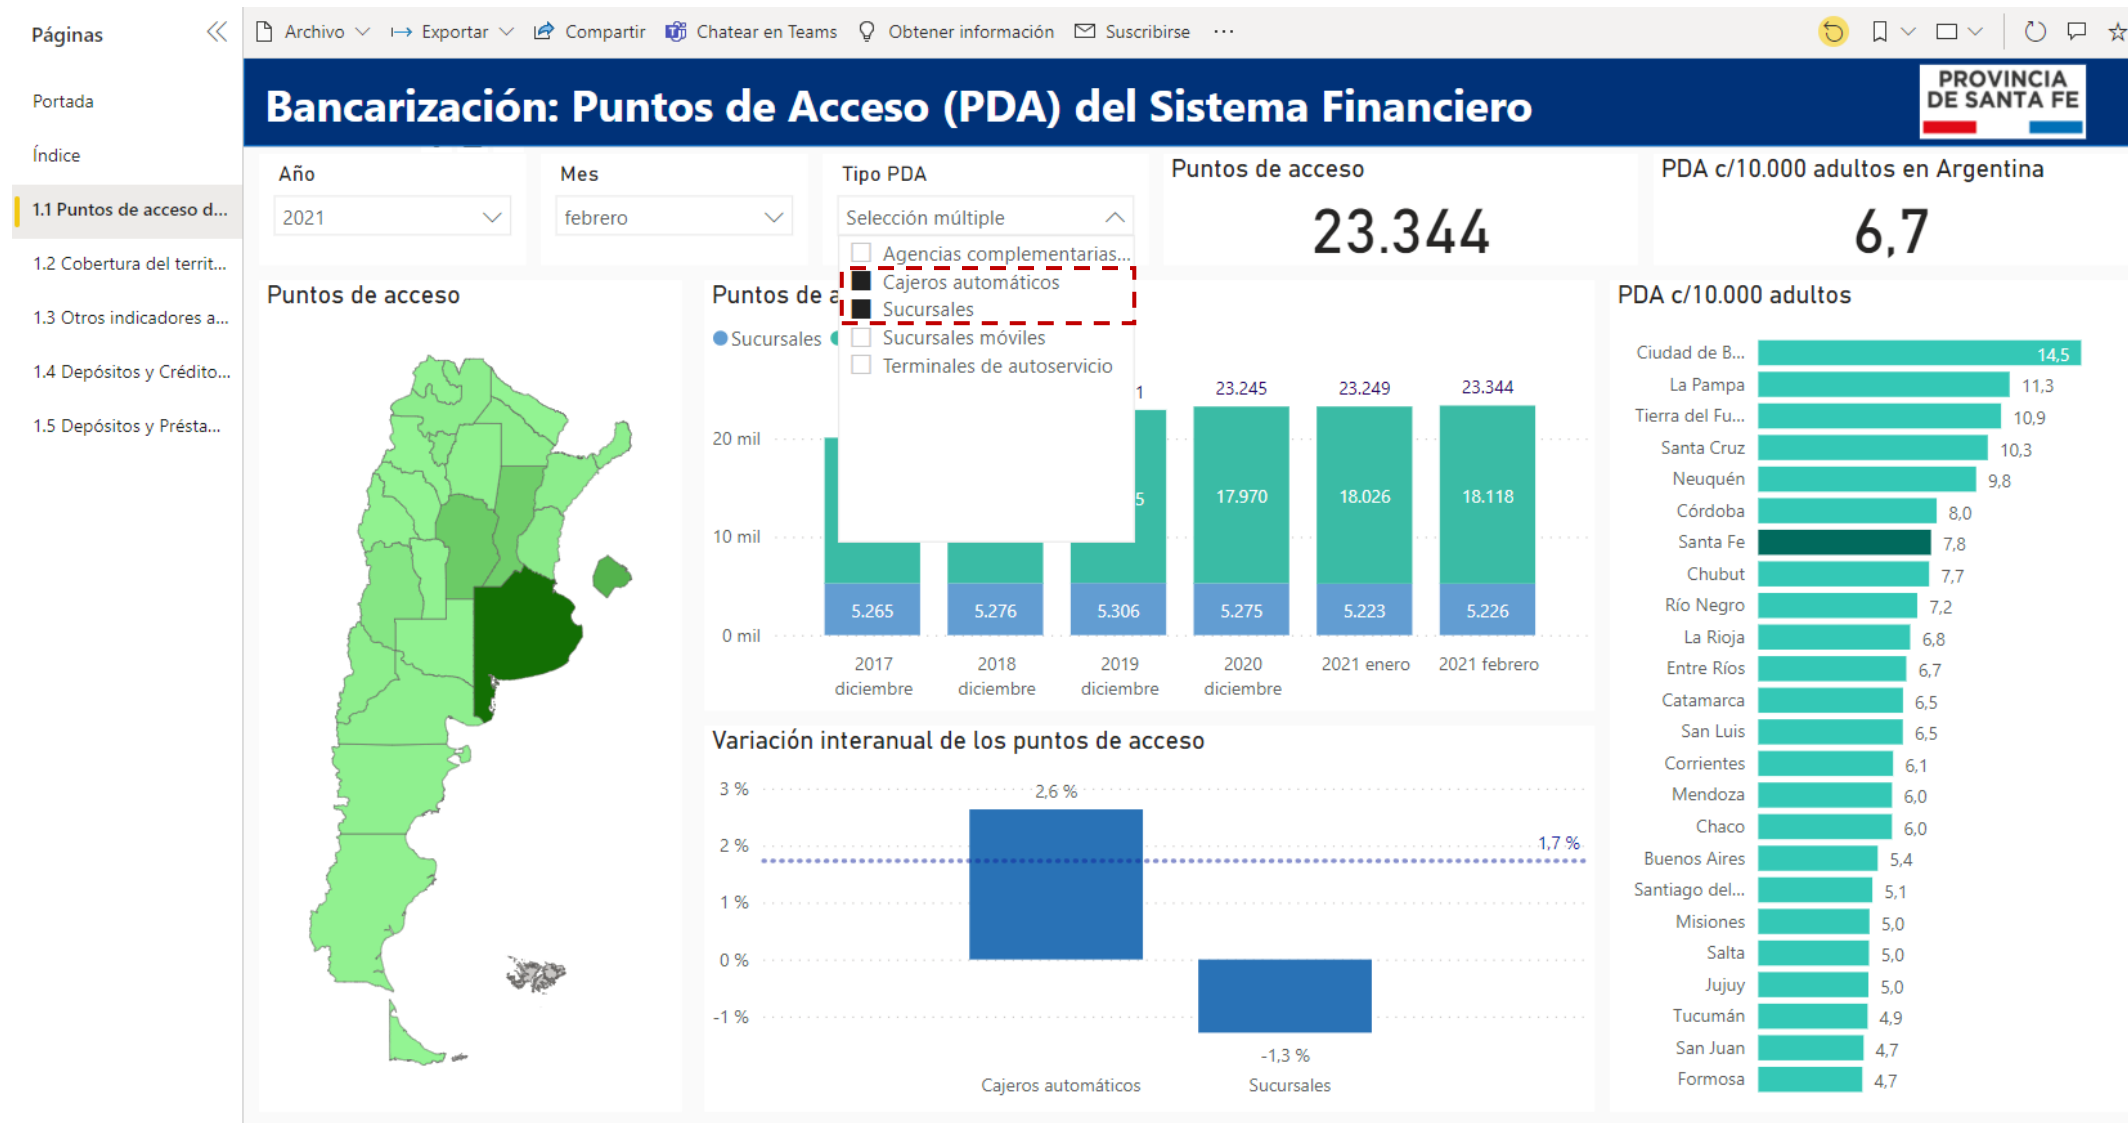 Páginas
Archivo
Exportar
Compartir
Chatear en Teams
Obtener información
Suscribirse
Portada
Índice
1.1 Puntos de acceso d...
1.2 Cobertura del territ...
1.3 Otros indicadores a...
1.4 Depósitos y Crédito...
1.5 Depósitos y Présta...
Bancarización: Puntos de Acceso (PDA) del Sistema Financiero
PROVINCIA
DE SANTA FE
Año
2021
Mes
febrero
Tipo PDA
Selección múltiple
Agencias complementarias...
Cajeros automáticos
Sucursales
Sucursales móviles
Terminales de autoservicio
Puntos de acceso
23.344
PDA c/10.000 adultos en Argentina
6,7
Puntos de acceso
Puntos de a
Sucursales
1 23.245 23.249 23.344
20 mil
5 17.970 18.026 18.118
10 mil
5.265 5.276 5.306 5.275 5.223 5.226
0 mil
2017 2018 2019 2020 2021 enero 2021 febrero
diciembre diciembre diciembre diciembre
Variación interanual de los puntos de acceso
3 %
2,6 %
2 %
1,7 %
1 %
0 %
-1 %
-1,3 %
Cajeros automáticos Sucursales
PDA c/10.000 adultos
Ciudad de B... 14,5
La Pampa 11,3
Tierra del Fu... 10,9
Santa Cruz 10,3
Neuquén 9,8
Córdoba 8,0
Santa Fe 7,8
Chubut 7,7
Río Negro 7,2
La Rioja 6,8
Entre Ríos 6,7
Catamarca 6,5
San Luis 6,5
Corrientes 6,1
Mendoza 6,0
Chaco 6,0
Buenos Aires 5,4
Santiago del... 5,1
Misiones 5,0
Salta 5,0
Jujuy 5,0
Tucumán 4,9
San Juan 4,7
Formosa 4,7